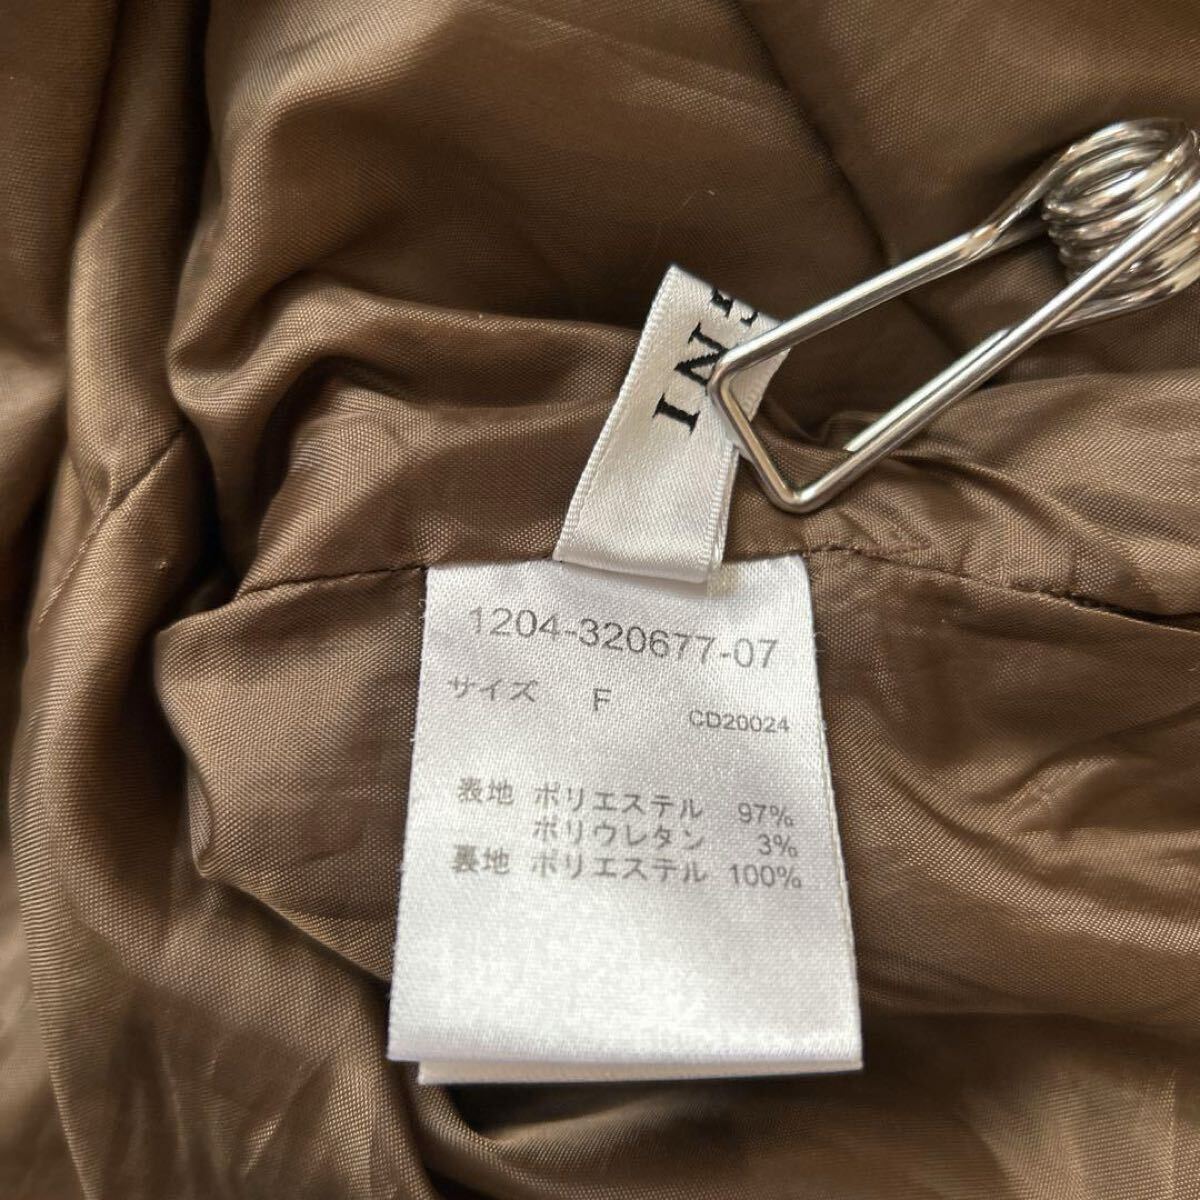 1204-320677-07
サイズ F CD20024
表地 ポリエステル 97%
ポリウレタン 3%
裏地 ポリエステル 100%